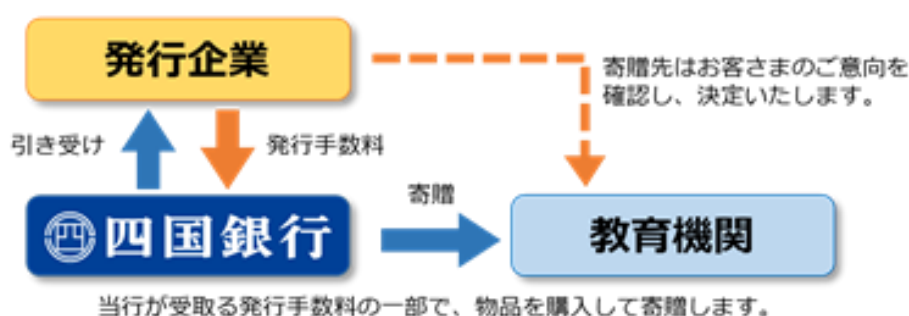 発行企業
寄贈先はお客さまのご意向を
確認し、決定いたします。
引き受け
発行手数料
四国銀行
寄贈
教育機関
当行が受取る発行手数料の一部で、物品を購入して寄贈します。